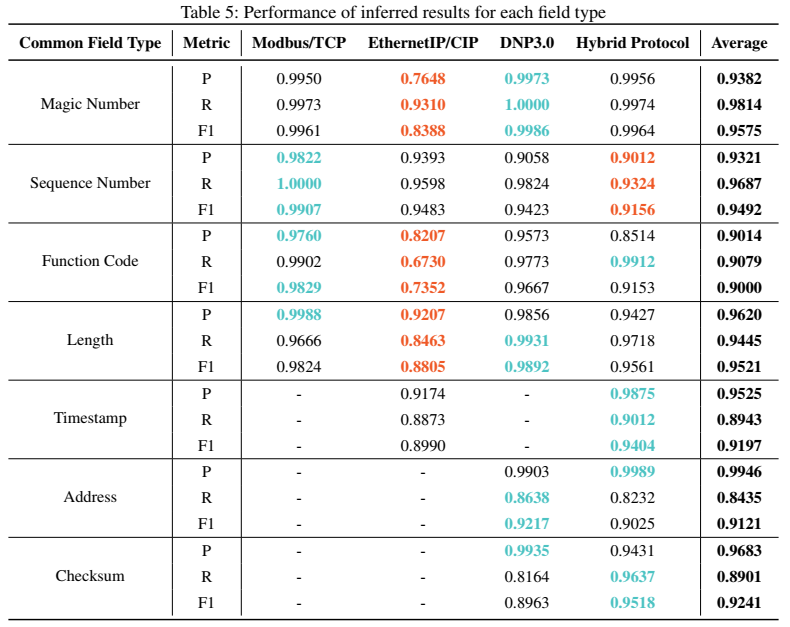 Table 5: Performance of inferred results for each field type
Common Field Type Metric Modbus/TCP EthernetIP/CIP DNP3.0 Hybrid Protocol Average
P 0.9950 0.7648 0.9973 0.9956 0.9382
Magic Number R 0.9973 0.9310 1.0000 0.9974 0.9814
F1 0.9961 0.8388 0.9986 0.9964 0.9575
P 0.9822 0.9393 0.9058 0.9012 0.9321
Sequence Number R 1.0000 0.9598 0.9824 0.9324 0.9687
F1 0.9907 0.9483 0.9423 0.9156 0.9492
P 0.9760 0.8207 0.9573 0.8514 0.9014
Function Code R 0.9902 0.6730 0.9773 0.9912 0.9079
F1 0.9829 0.7352 0.9667 0.9153 0.9000
P 0.9988 0.9207 0.9856 0.9427 0.9620
Length R 0.9666 0.8463 0.9931 0.9718 0.9445
F1 0.9824 0.8805 0.9892 0.9561 0.9521
P - 0.9174 - 0.9875 0.9525
Timestamp R - 0.8873 - 0.9012 0.8943
F1 - 0.8990 - 0.9404 0.9197
P - - 0.9903 0.9989 0.9946
Address R - - 0.8638 0.8232 0.8435
F1 - - 0.9217 0.9025 0.9121
P - - 0.9935 0.9431 0.9683
Checksum R - - 0.8164 0.9637 0.8901
F1 - - 0.8963 0.9518 0.9241